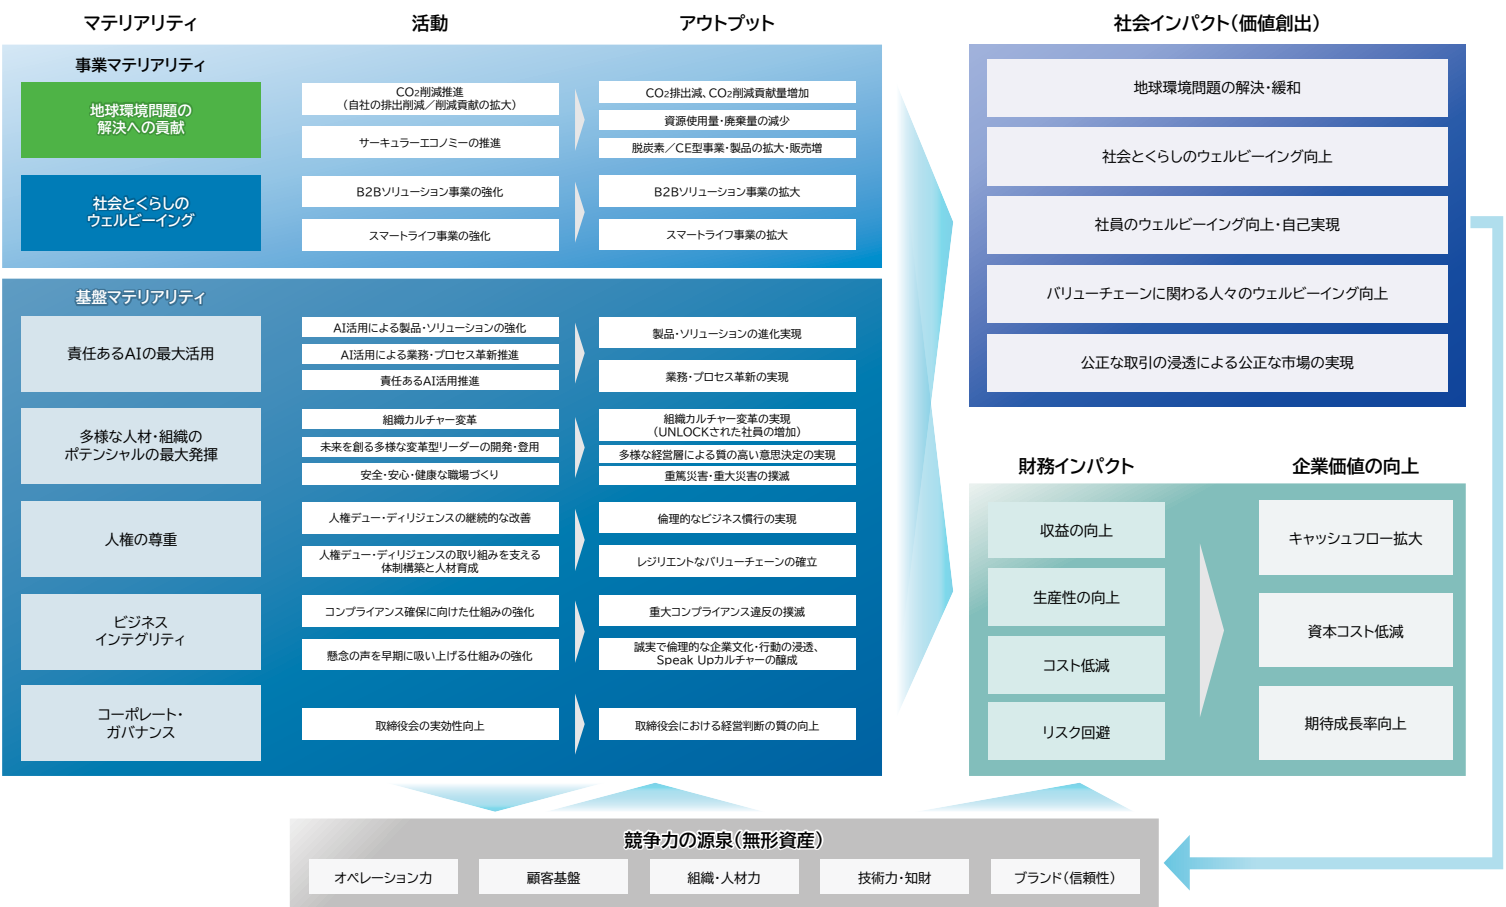 マテリアリティ
活動
アウトプット
事業マテリアリティ
地球環境問題の
解決への貢献
CO₂削減推進
(自社の排出削減／削減貢献の拡大)
サーキュラーエコノミーの推進
CO₂排出減、CO₂削減貢献量増加
資源使用量・廃棄量の減少
脱炭素／CE型事業・製品の拡大・販売増
社会とくらしの
ウェルビーイング
B2Bソリューション事業の強化
スマートライフ事業の強化
B2Bソリューション事業の拡大
スマートライフ事業の拡大
基盤マテリアリティ
責任あるAIの最大活用
AI活用による製品・ソリューションの強化
AI活用による業務・プロセス革新推進
責任あるAI活用推進
製品・ソリューションの進化実現
業務・プロセス革新の実現
多様な人材・組織の
ポテンシャルの最大発揮
組織カルチャー変革
未来を創る多様な変革型リーダーの開発・登用
安全・安心・健康な職場づくり
組織カルチャー変革の実現
(UNLOCKされた社員の増加)
多様な経営層による質の高い意思決定の実現
重篤災害・重大災害の撲滅
人権の尊重
人権デュー・ディリジェンスの継続的な改善
人権デュー・ディリジェンスの取り組みを支える
体制構築と人材育成
倫理的なビジネス慣行の実現
レジリエントなバリューチェーンの確立
ビジネス
インテグリティ
コンプライアンス確保に向けた仕組みの強化
懸念の声を早期に吸い上げる仕組みの強化
重大コンプライアンス違反の撲滅
誠実で倫理的な企業文化・行動の浸透、
Speak Upカルチャーの醸成
コーポレート・
ガバナンス
取締役会の実効性向上
取締役会における経営判断の質の向上
社会インパクト(価値創出)
地球環境問題の解決・緩和
社会とくらしのウェルビーイング向上
社員のウェルビーイング向上・自己実現
バリューチェーンに関わる人々のウェルビーイング向上
公正な取引の浸透による公正な市場の実現
財務インパクト
収益の向上
生産性の向上
コスト低減
リスク回避
企業価値の向上
キャッシュフロー拡大
資本コスト低減
期待成長率向上
競争力の源泉(無形資産)
オペレーション力
顧客基盤
組織・人材力
技術力・知財
ブランド(信頼性)